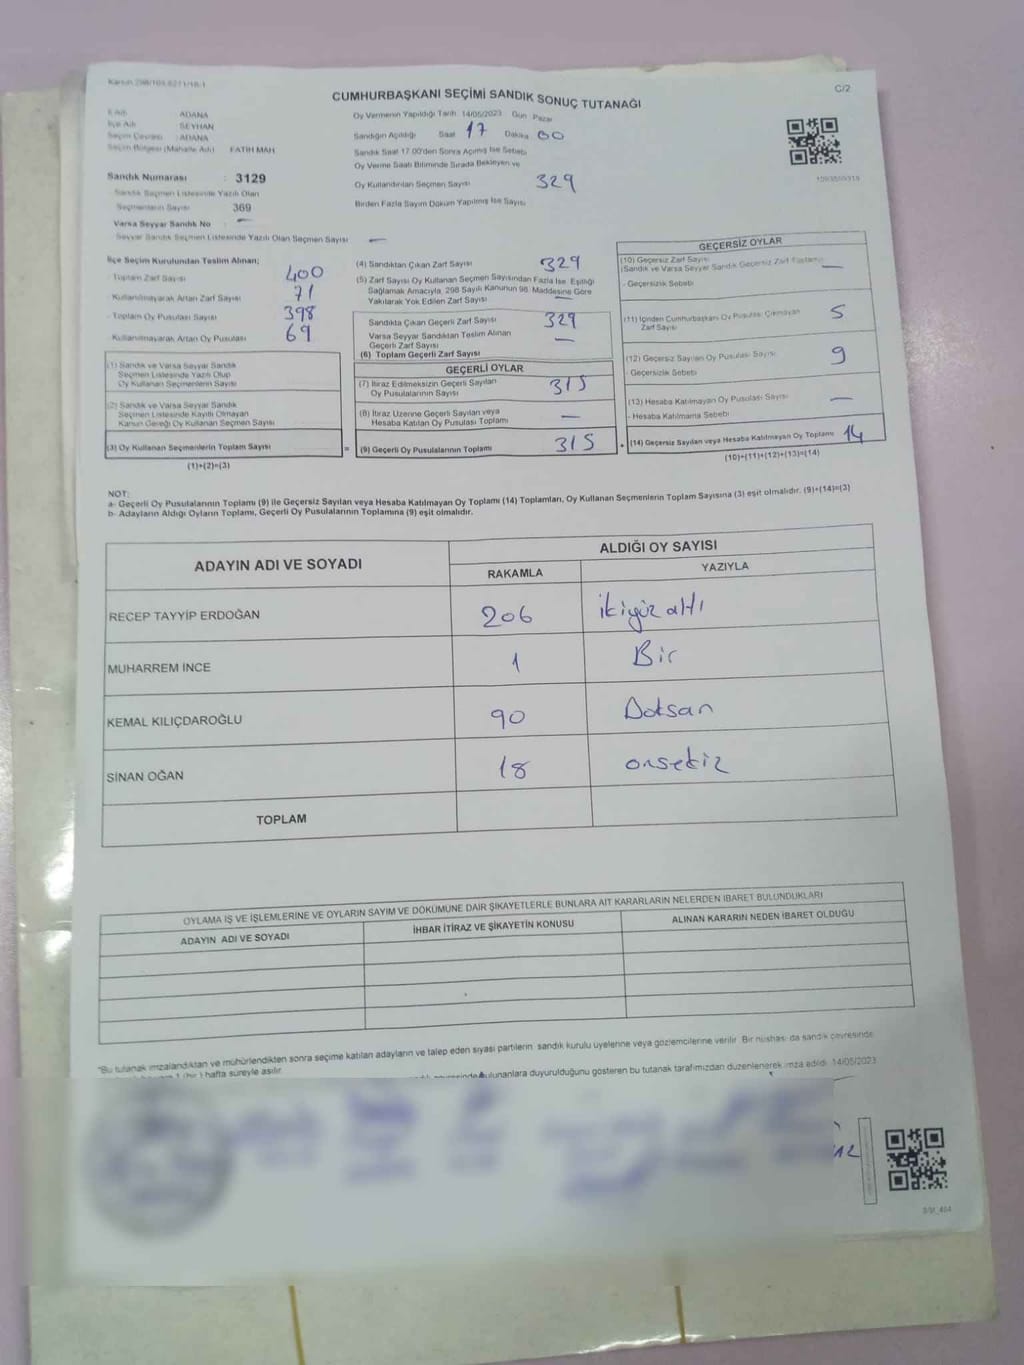 C/2
CUMHURBAŞKANI SEÇİMİ SANDIK SONUÇ TUTANAĞI
İli Adı : ADANA
İlçe Adı : SEYHAN
Seçim Çevresi : ADANA
Seçim Bölgesi (Mahalle Adı) : FATİH MAH
Sandık Numarası : 3129
Sandık Seçmen Listesinde Yazılı Olan
Seçmenlerin Sayısı : 369
Varsa Seyyar Sandık No : —
Seyyar Sandık Seçmen Listesinde Yazılı Olan Seçmen Sayısı : —
Oy Vermenin Yapıldığı Tarih 14/05/2023 Gün Pazar
Sandığın Açıldığı Saat 17 Dakika 00
Sandık Saat 17.00'den Sonra Açılmış İse Sebebi
Oy Verme Saati Bitiminde Sırada Bekleyen ve
Oy Kullandırılan Seçmen Sayısı 329
Birden Fazla Sayım Döküm Yapılmış İse Sayısı
İlçe Seçim Kurulundan Teslim Alınan;
- Toplam Zarf Sayısı 400
- Kullanılmayarak Artan Zarf Sayısı 71
- Toplam Oy Pusulası Sayısı 398
- Kullanılmayarak Artan Oy Pusulası 69
(1) Sandık ve Varsa Seyyar Sandık
Seçmen Listesinde Yazılı Olup
Oy Kullanan Seçmenlerin Sayısı
(2) Sandık ve Varsa Seyyar Sandık
Seçmen Listesinde Kayıtlı Olmayan
Kanun Gereği Oy Kullanan Seçmen Sayısı
(3) Oy Kullanan Seçmenlerin Toplam Sayısı =
(1)+(2)=(3)
(4) Sandıktan Çıkan Zarf Sayısı 329
(5) Zarf Sayısı Oy Kullanan Seçmen Sayısından Fazla İse, Eşitliği
Sağlamak Amacıyla, 298 Sayılı Kanunun 98. Maddesine Göre
Yakılarak Yok Edilen Zarf Sayısı —
Sandıkta Çıkan Geçerli Zarf Sayısı 329
Varsa Seyyar Sandıktan Teslim Alınan
Geçerli Zarf Sayısı —
(6) Toplam Geçerli Zarf Sayısı
GEÇERLİ OYLAR
(7) İtiraz Edilmeksizin Geçerli Sayılan
Oy Pusulası Sayısı 315
(8) İtiraz Üzerine Geçerli Sayılan veya
Hesaba Katılan Oy Pusulası Toplamı —
(9) Geçerli Oy Pusulalarının Toplamı 315 +
GEÇERSİZ OYLAR
(10) Geçersiz Zarf Sayısı
(Sandık ve Varsa Seyyar Sandık Geçersiz Zarf Toplamı) —
- Geçersizlik Sebebi
(11) İçinden Cumhurbaşkanı Oy Pusulası Çıkmayan
Zarf Sayısı 5
(12) Geçersiz Sayılan Oy Pusulası Sayısı 9
- Geçersizlik Sebebi
(13) Hesaba Katılmayan Oy Pusulası Sayısı —
- Hesaba Katılmama Sebebi
(14) Geçersiz Sayılan veya Hesaba Katılmayan Oy Toplamı 14
(10)+(11)+(12)+(13)=(14)
NOT:
a- Geçerli Oy Pusulalarının Toplamı (9) ile Geçersiz Sayılan veya Hesaba Katılmayan Oy Toplamı (14) Toplamları, Oy Kullanan Seçmenlerin Toplam Sayısına (3) eşit olmalıdır. (9)+(14)=(3)
b- Adayların Aldığı Oyların Toplamı, Geçerli Oy Pusulalarının Toplamına (9) eşit olmalıdır.
ADAYIN ADI VE SOYADI ALDIĞI OY SAYISI
RAKAMLA YAZIYLA
RECEP TAYYİP ERDOĞAN 206 ikiyüz altı
MUHARREM İNCE 1 Bir
KEMAL KILIÇDAROĞLU 90 Doksan
SİNAN OĞAN 18 onsekiz
TOPLAM
OYLAMA İŞ VE İŞLEMLERİNE VE OYLARIN SAYIM VE DÖKÜMÜNE DAİR ŞİKAYETLERLE BUNLARA AİT KARARLARIN NELERDEN İBARET BULUNDUKLARI
ADAYIN ADI VE SOYADI İHBAR İTİRAZ VE ŞİKAYETİN KONUSU ALINAN KARARIN NEDEN İBARET OLDUĞU
*Bu tutanak imzalandıktan ve mühürlendikten sonra seçime katılan adayların ve talep eden siyasi partilerin, sandık kurulu üyelerine veya gözlemcilerine verilir. Bir nüshası da sandık çevresinde
1 (bir) hafta süreyle asılır.
bulunanlara duyurulduğunu gösteren bu tutanak tarafımızdan düzenlenerek imza edildi. 14/05/2023